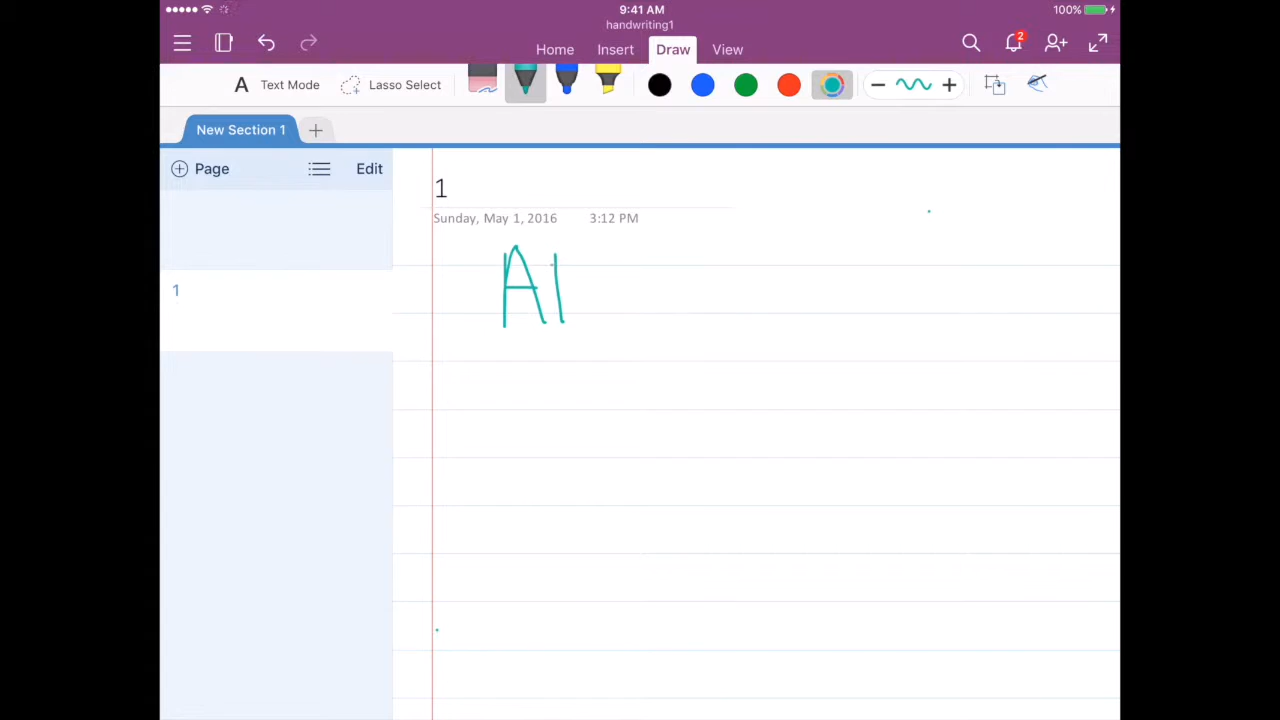 9:41 AM
100%
handwriting1
2
Home Insert Draw View
A Text Mode Lasso Select
New Section 1
Page Edit
1
Sunday, May 1, 2016 3:12 PM
Al
1